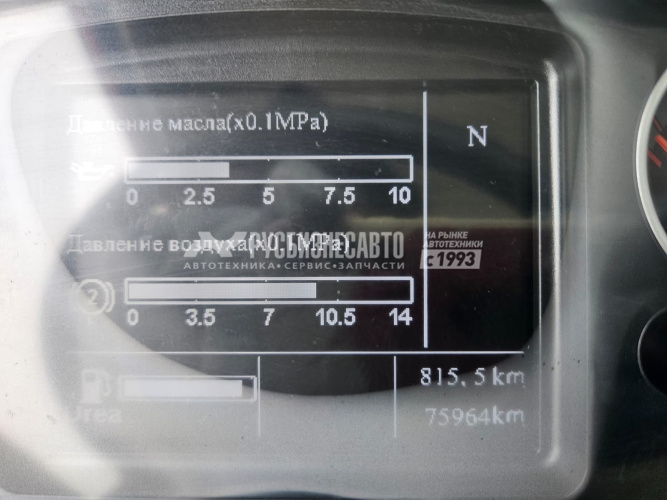 Давление масла(x0.1MPa)
N
0 2.5 5 7.5 10
Давление воздуха(x0.1MPa)
РУСБИЗНЕСАВТО
АВТОТЕХНИКА • СЕРВИС • ЗАПЧАСТИ
НА РЫНКЕ
АВТОТЕХНИКИ
с 1993
2
0 3.5 7 10.5 14
815.5 km
Urea
75964km